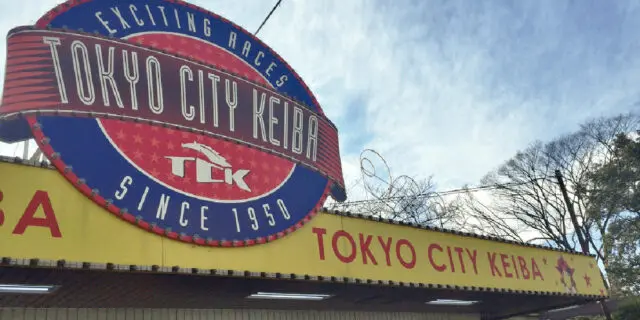 EXCITING RACES
TOKYO CITY KEIBA
TCK
SINCE 1950
BA
TOKYO CITY KEIBA